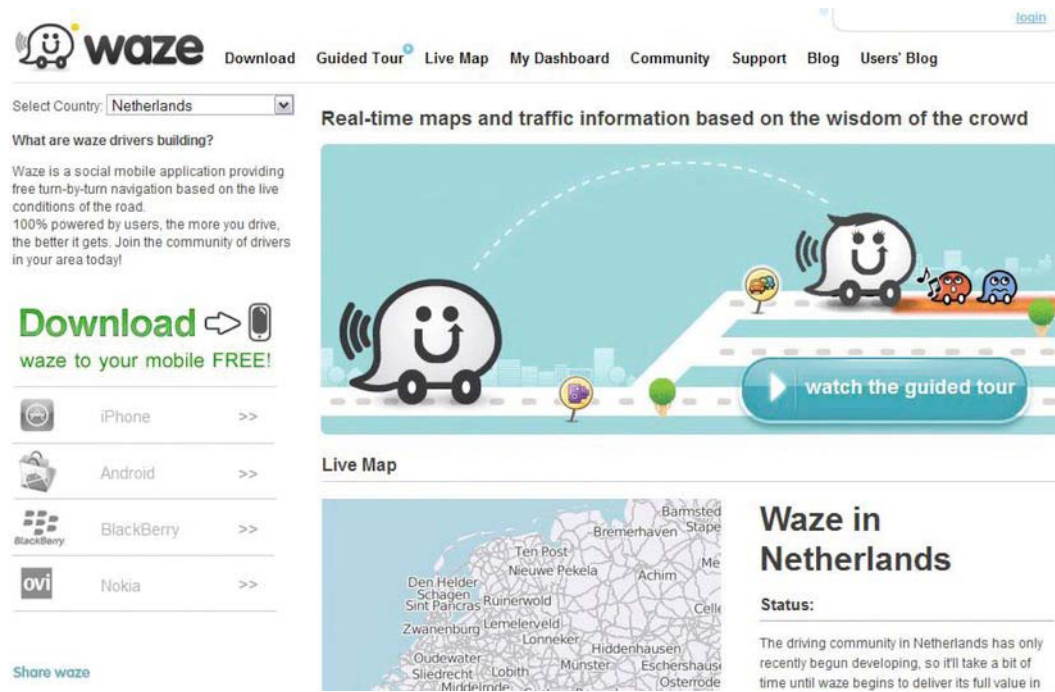 login
waze
Download Guided Tour Live Map My Dashboard Community Support Blog Users' Blog
Select Country: Netherlands
What are waze drivers building?
Waze is a social mobile application providing
free turn-by-turn navigation based on the live
conditions of the road.
100% powered by users, the more you drive,
the better it gets. Join the community of drivers
in your area today!
Download
waze to your mobile FREE!
iPhone >>
Android >>
BlackBerry
BlackBerry >>
ovi
Nokia >>
Share waze
Real-time maps and traffic information based on the wisdom of the crowd
watch the guided tour
Live Map
Barmsted
Bremerhaven Stape
Ten Post
Nieuwe Pekela
Achim
Me
Den Helder
Schagen
Sint Pancras Ruinerwold
Celle
Zwanenburg Lemelerveld
Lonneker
Hiddenhausen
Oudewater
Munster
Eschershaus
Sliedrecht Lobith
Osterrode
Middelrode
Waze in
Netherlands
Status:
The driving community in Netherlands has only
recently begun developing, so it'll take a bit of
time until waze begins to deliver its full value in